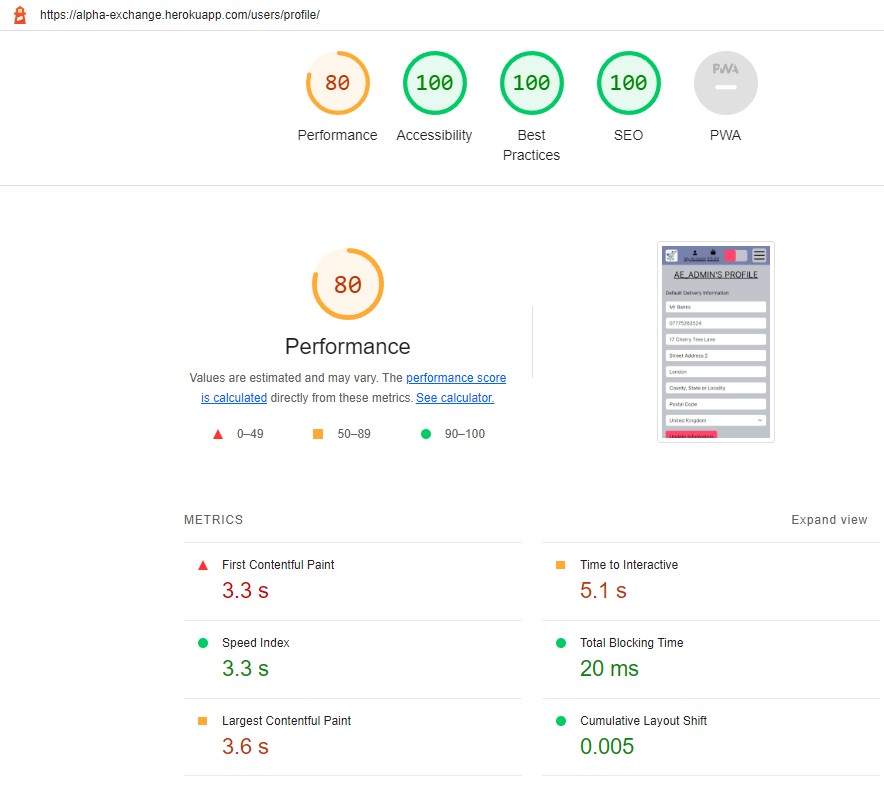 https://alpha-exchange.herokuapp.com/users/profile/
80
100
100
100
PWA
Performance
Accessibility
Best
Practices
SEO
PWA
80
Performance
Values are estimated and may vary. The performance score
is calculated directly from these metrics. See calculator.
0–49
50–89
90–100
AE_ADMIN'S PROFILE
Default Delivery Information
Mr Banks
17 Cherry Tree Lane
Street Address 2
London
County, State or Locality
Postal Code
United Kingdom
Update Information
METRICS
Expand view
First Contentful Paint
3.3 s
Time to Interactive
5.1 s
Speed Index
3.3 s
Total Blocking Time
20 ms
Largest Contentful Paint
3.6 s
Cumulative Layout Shift
0.005